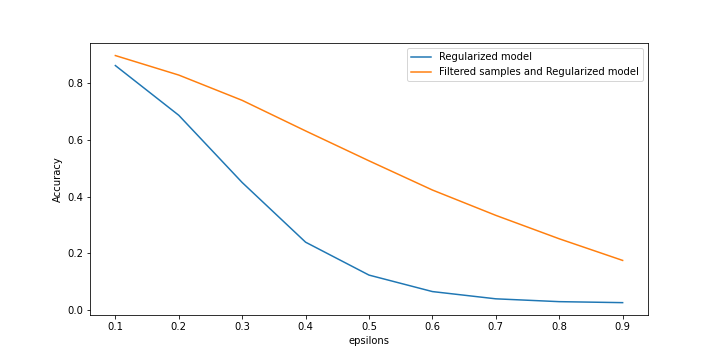 Regularized model
Filtered samples and Regularized model
Accuracy
0.8
0.6
0.4
0.2
0.0
0.1 0.2 0.3 0.4 0.5 0.6 0.7 0.8 0.9
epsilons